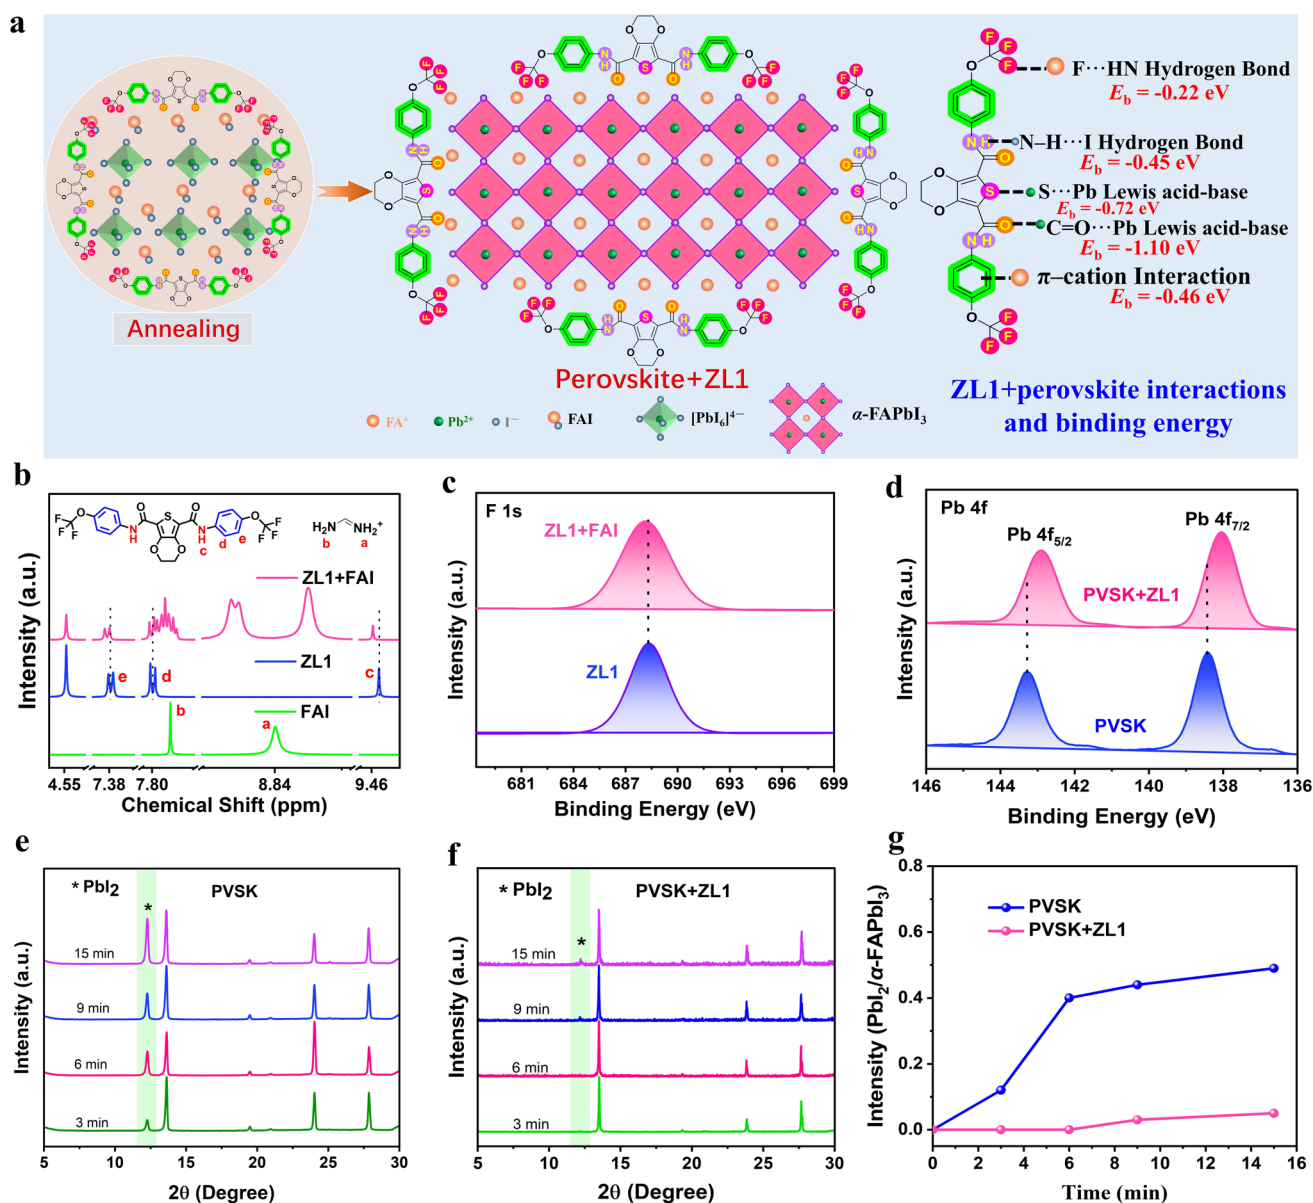 a
F···HN Hydrogen Bond
Eb = -0.22 eV
N–H···I Hydrogen Bond
Eb = -0.45 eV
S···Pb Lewis acid-base
Eb = -0.72 eV
C=O···Pb Lewis acid-base
Eb = -1.10 eV
π–cation Interaction
Eb = -0.46 eV
Annealing
Perovskite+ZL1
ZL1+perovskite interactions
and binding energy
FA⁺
Pb²⁺
I⁻
FAI
[PbI₆]⁴⁻
α-FAPbI₃
b
H₂N NH₂⁺
b a
c d e
ZL1+FAI
ZL1
FAI
e d c
b a
Intensity (a.u.)
4.55 7.38 7.80 8.84 9.46
Chemical Shift (ppm)
c
F 1s
ZL1+FAI
ZL1
Intensity (a.u.)
681 684 687 690 693 696 699
Binding Energy (eV)
d
Pb 4f
Pb 4f₅/₂
Pb 4f₇/₂
PVSK+ZL1
PVSK
Intensity (a.u.)
146 144 142 140 138 136
Binding Energy (eV)
e
* PbI₂ PVSK
*
15 min
9 min
6 min
3 min
Intensity (a.u.)
5 10 15 20 25 30
2θ (Degree)
f
* PbI₂ PVSK+ZL1
*
15 min
9 min
6 min
3 min
Intensity (a.u.)
5 10 15 20 25 30
2θ (Degree)
g
PVSK
PVSK+ZL1
Intensity (PbI₂/α-FAPbI₃)
0.8
0.6
0.4
0.2
0.0
0 2 4 6 8 10 12 14 16
Time (min)